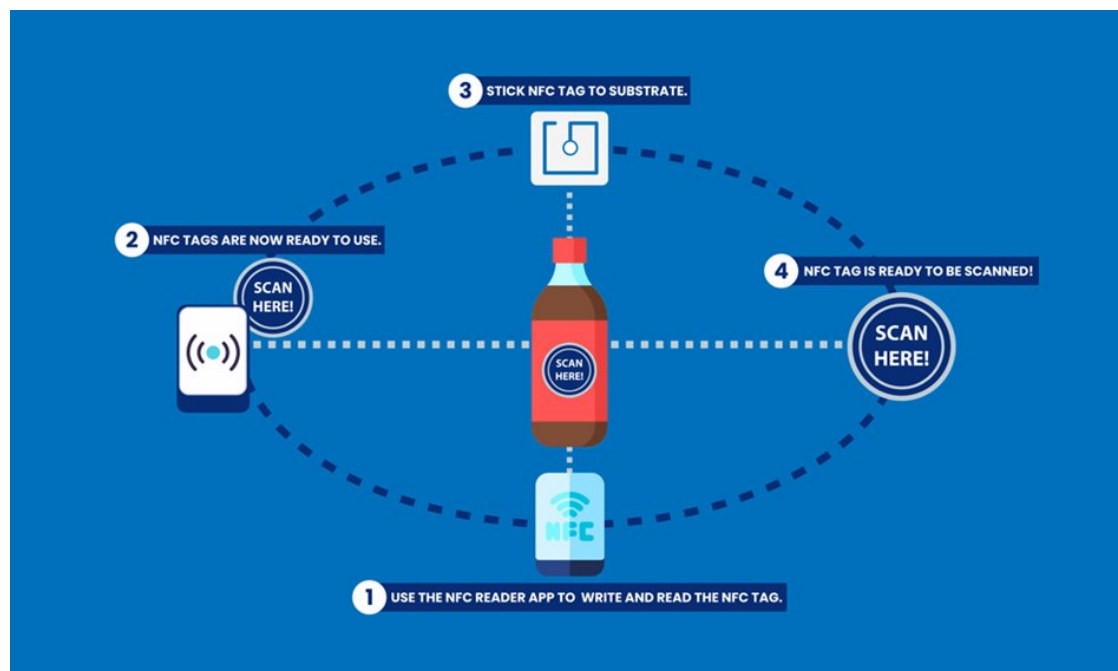 3 STICK NFC TAG TO SUBSTRATE.
2 NFC TAGS ARE NOW READY TO USE.
SCAN
HERE!
4 NFC TAG IS READY TO BE SCANNED!
SCAN
HERE!
SCAN
HERE!
NFC
1 USE THE NFC READER APP TO WRITE AND READ THE NFC TAG.